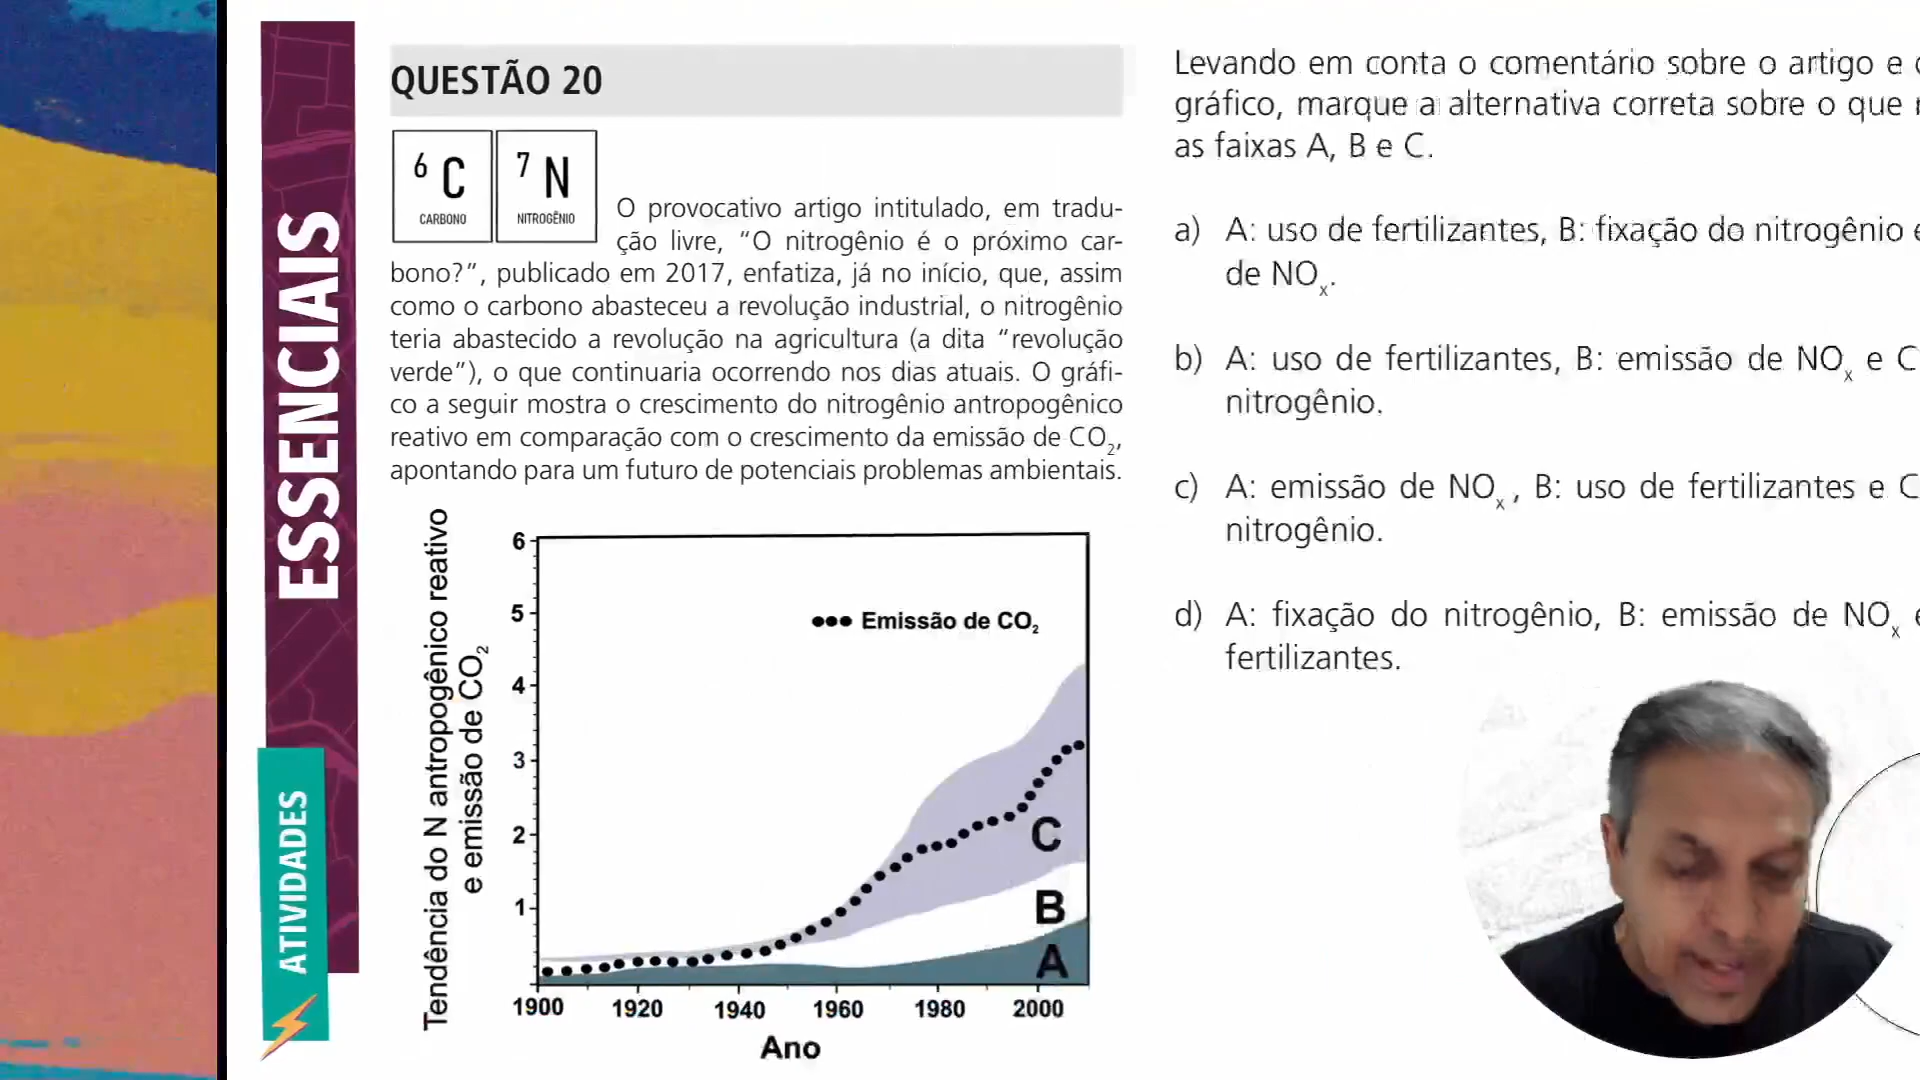 ESSENCIAIS
ATIVIDADES
QUESTÃO 20
6 C
CARBONO
7 N
NITROGÊNIO
O provocativo artigo intitulado, em tradu-
ção livre, “O nitrogênio é o próximo car-
bono?”, publicado em 2017, enfatiza, já no início, que, assim
como o carbono abasteceu a revolução industrial, o nitrogênio
teria abastecido a revolução na agricultura (a dita “revolução
verde”), o que continuaria ocorrendo nos dias atuais. O gráfi-
co a seguir mostra o crescimento do nitrogênio antropogênico
reativo em comparação com o crescimento da emissão de CO₂,
apontando para um futuro de potenciais problemas ambientais.
Tendência do N antropogênico reativo
e emissão de CO₂
6
5
4
3
2
1
Emissão de CO₂
C
B
A
1900 1920 1940 1960 1980 2000
Ano
Levando em conta o comentário sobre o artigo e
gráfico, marque a alternativa correta sobre o que
as faixas A, B e C.
a) A: uso de fertilizantes, B: fixação do nitrogênio e
de NOₓ.
b) A: uso de fertilizantes, B: emissão de NOₓ e C
nitrogênio.
c) A: emissão de NOₓ, B: uso de fertilizantes e C
nitrogênio.
d) A: fixação do nitrogênio, B: emissão de NOₓ e
fertilizantes.